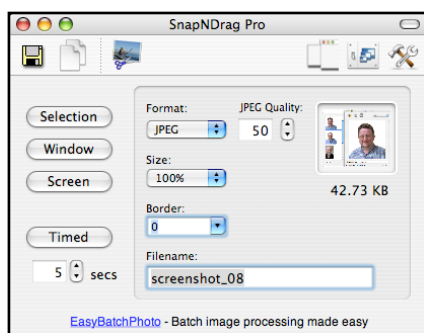 SnapNDrag Pro
Selection
Window
Screen
Timed
5 secs
Format:
JPEG
JPEG Quality:
50
Size:
100%
42.73 KB
Border:
0
Filename:
screenshot_08
EasyBatchPhoto - Batch image processing made easy